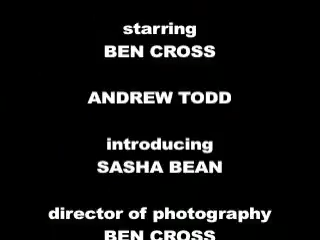 starring
BEN CROSS
ANDREW TODD
introducing
SASHA BEAN
director of photography
BEN CROSS